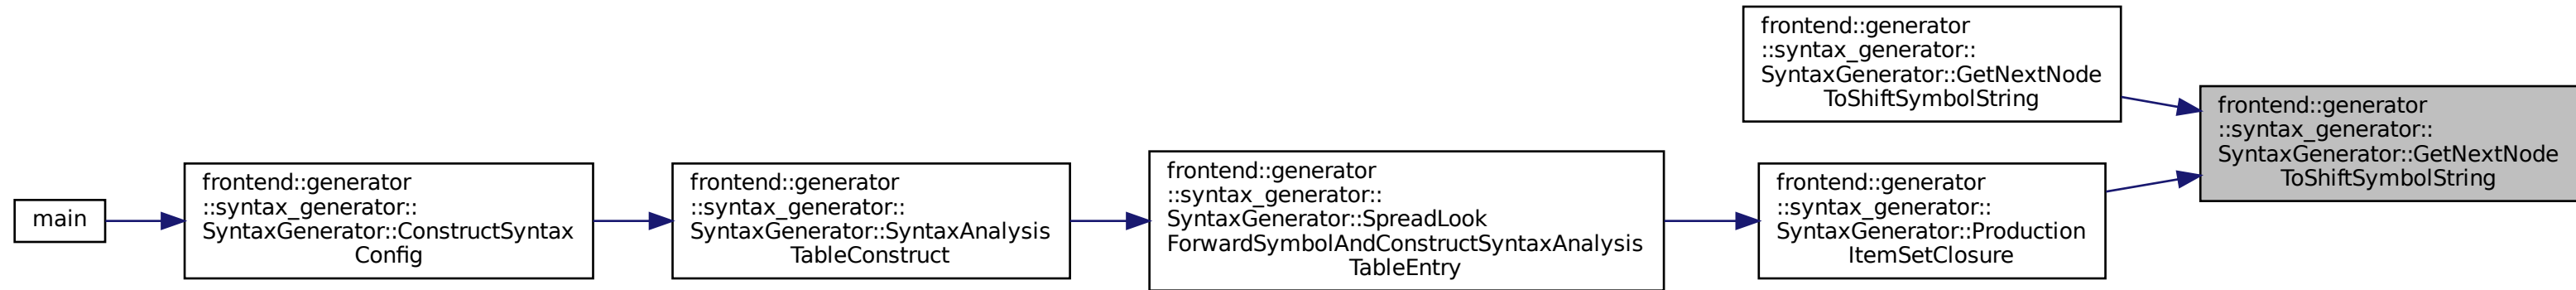 main
frontend::generator
::syntax_generator::
SyntaxGenerator::ConstructSyntax
Config
frontend::generator
::syntax_generator::
SyntaxGenerator::SyntaxAnalysis
TableConstruct
frontend::generator
::syntax_generator::
SyntaxGenerator::SpreadLook
ForwardSymbolAndConstructSyntaxAnalysis
TableEntry
frontend::generator
::syntax_generator::
SyntaxGenerator::GetNextNode
ToShiftSymbolString
frontend::generator
::syntax_generator::
SyntaxGenerator::Production
ItemSetClosure
frontend::generator
::syntax_generator::
SyntaxGenerator::GetNextNode
ToShiftSymbolString